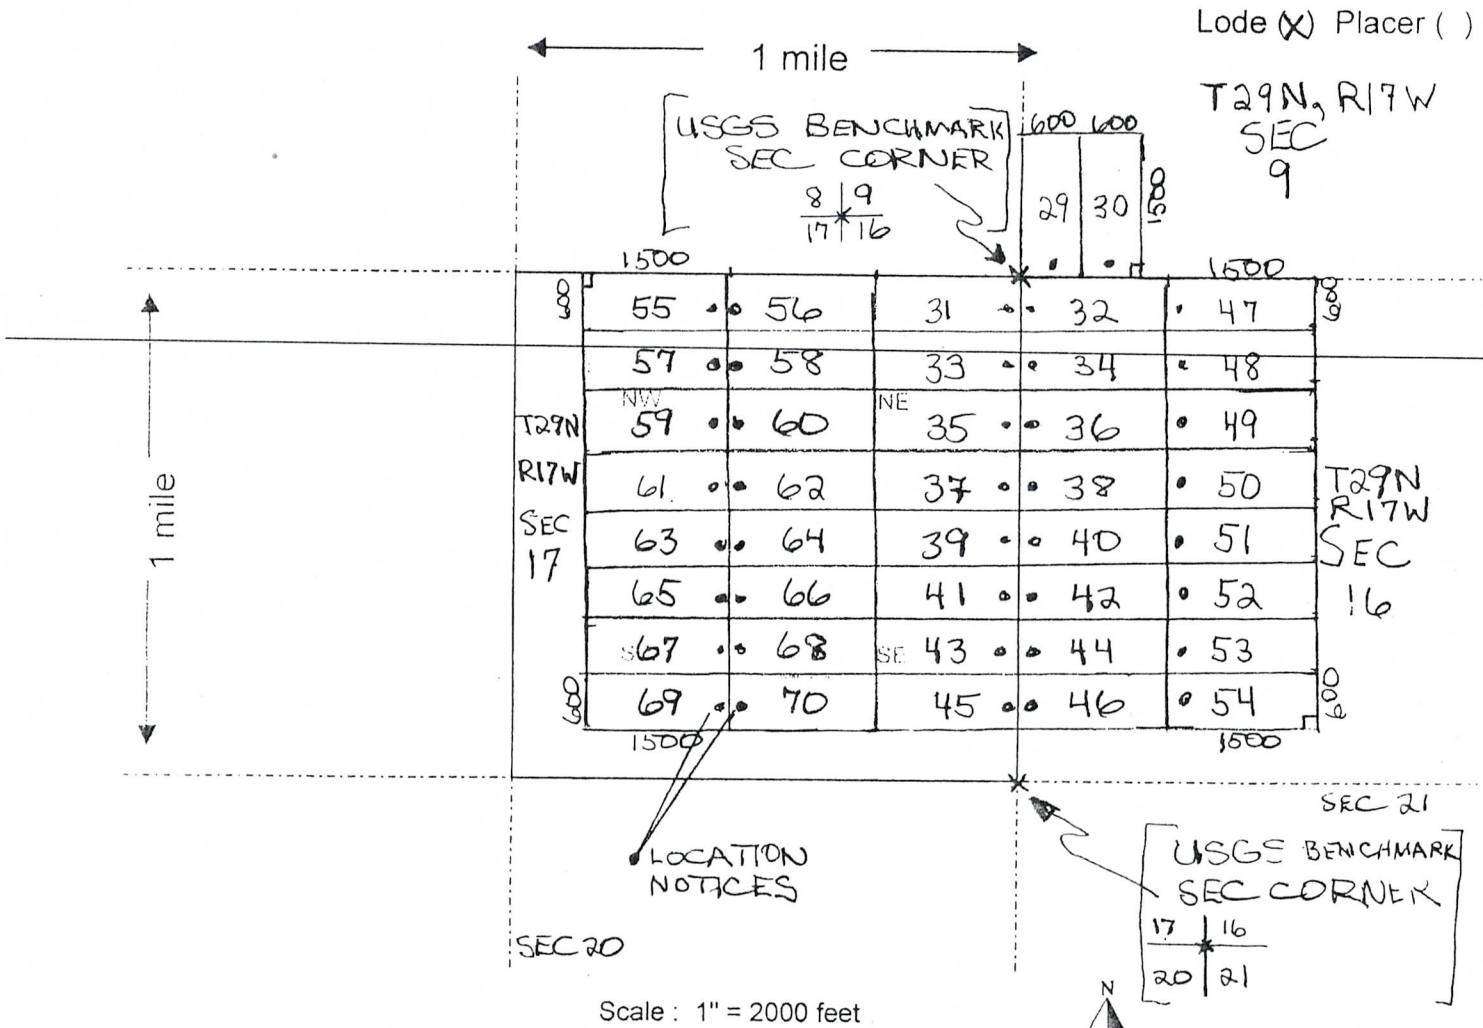 Lode (X) Placer ( )
1 mile
T29N, R17W
SEC
9
USGS BENCHMARK
SEC CORNER
8 9
17 16
600 600
29 30
1500
1500
1500
600
600
55 56 31 32 47
57 58 33 34 48
NW NE
59 60 35 36 49
61 62 37 38 50
63 64 39 40 51
65 66 41 42 52
SE
67 68 43 44 53
69 70 45 46 54
T29N
R17W
SEC
17
1 mile
T29N
R17W
SEC
16
600
600
1500
1500
LOCATION
NOTICES
SEC 21
USGS BENCHMARK
SEC CORNER
17 16
20 21
SEC 20
N
Scale : 1" = 2000 feet